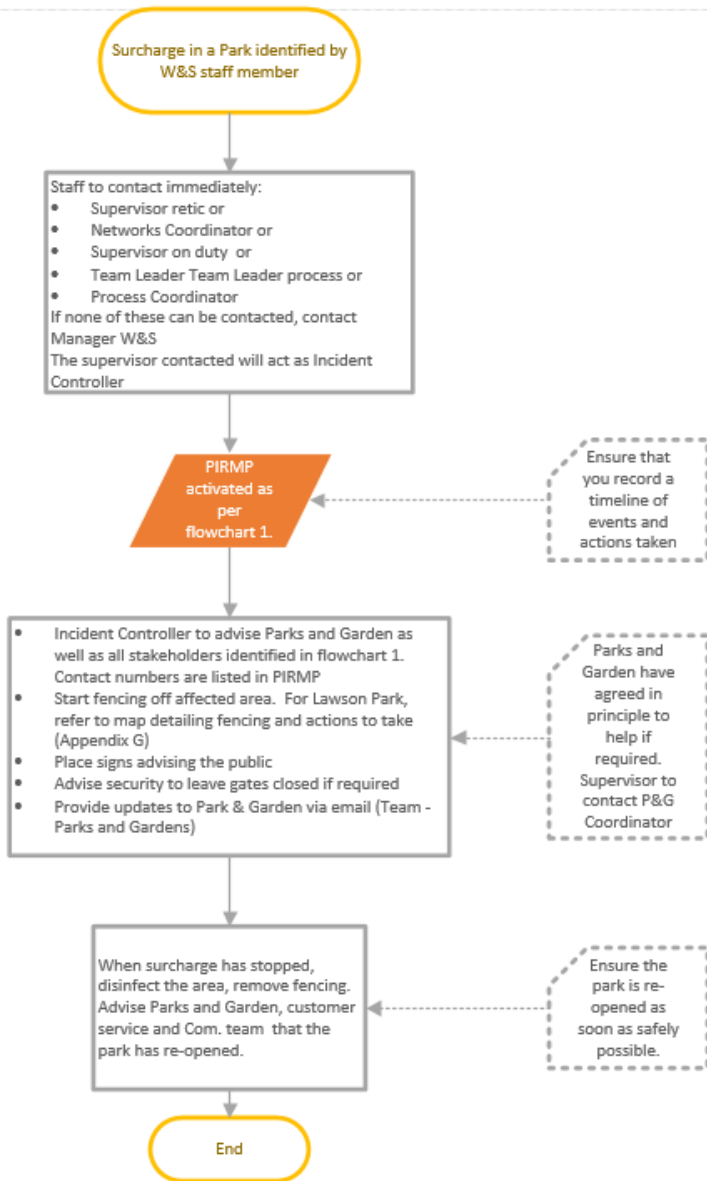 Surcharge in a Park identified by
W&S staff member
Staff to contact immediately:
• Supervisor retic or
• Networks Coordinator or
• Supervisor on duty or
• Team Leader Team Leader process or
• Process Coordinator
If none of these can be contacted, contact
Manager W&S
The supervisor contacted will act as Incident
Controller
PIRMP
activated as
per
flowchart 1.
Ensure that
you record a
timeline of
events and
actions taken
• Incident Controller to advise Parks and Garden as
well as all stakeholders identified in flowchart 1.
Contact numbers are listed in PIRMP
• Start fencing off affected area. For Lawson Park,
refer to map detailing fencing and actions to take
(Appendix G)
• Place signs advising the public
• Advise security to leave gates closed if required
• Provide updates to Park & Garden via email (Team -
Parks and Gardens)
Parks and
Garden have
agreed in
principle to
help if
required.
Supervisor to
contact P&G
Coordinator
When surcharge has stopped,
disinfect the area, remove fencing.
Advise Parks and Garden, customer
service and Com. team that the
park has re-opened.
Ensure the
park is re-
opened as
soon as safely
possible.
End